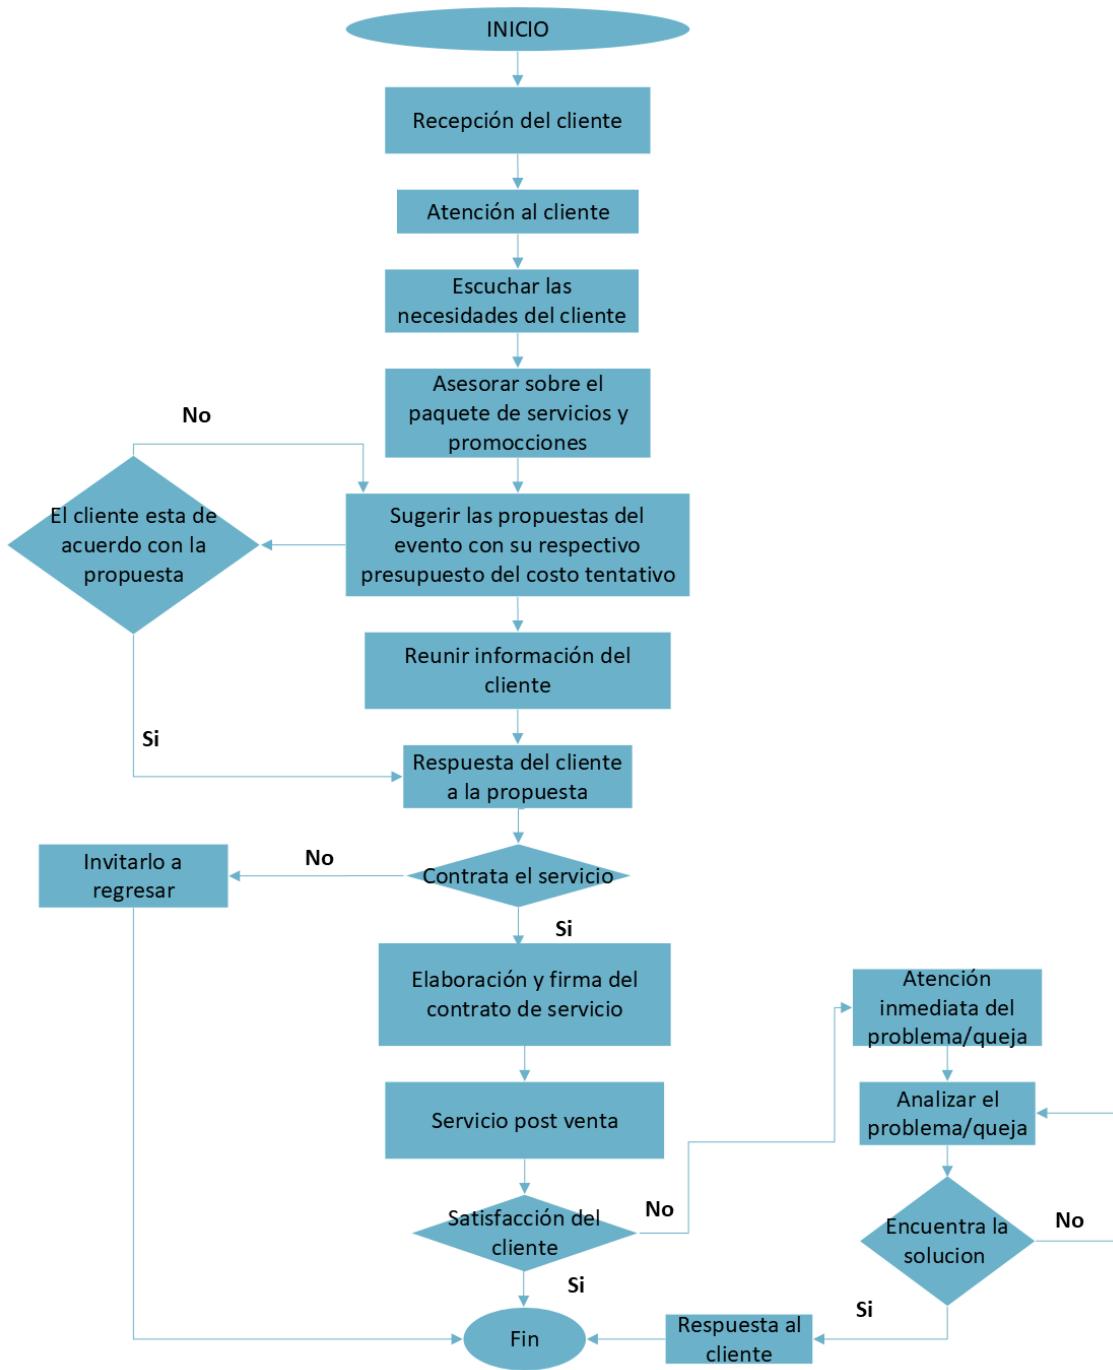 INICIO
Recepción del cliente
Atención al cliente
Escuchar las
necesidades del cliente
Asesorar sobre el
paquete de servicios y
promocciones
No
El cliente esta de
acuerdo con la
propuesta
Sugerir las propuestas del
evento con su respectivo
presupuesto del costo tentativo
Reunir información del
cliente
Si
Respuesta del cliente
a la propuesta
Invitarlo a
regresar
No
Contrata el servicio
Si
Elaboración y firma del
contrato de servicio
Servicio post venta
Satisfacción del
cliente
No
Si
Atención
inmediata del
problema/queja
Analizar el
problema/queja
Encuentra la
solucion
No
Si
Respuesta al
cliente
Fin